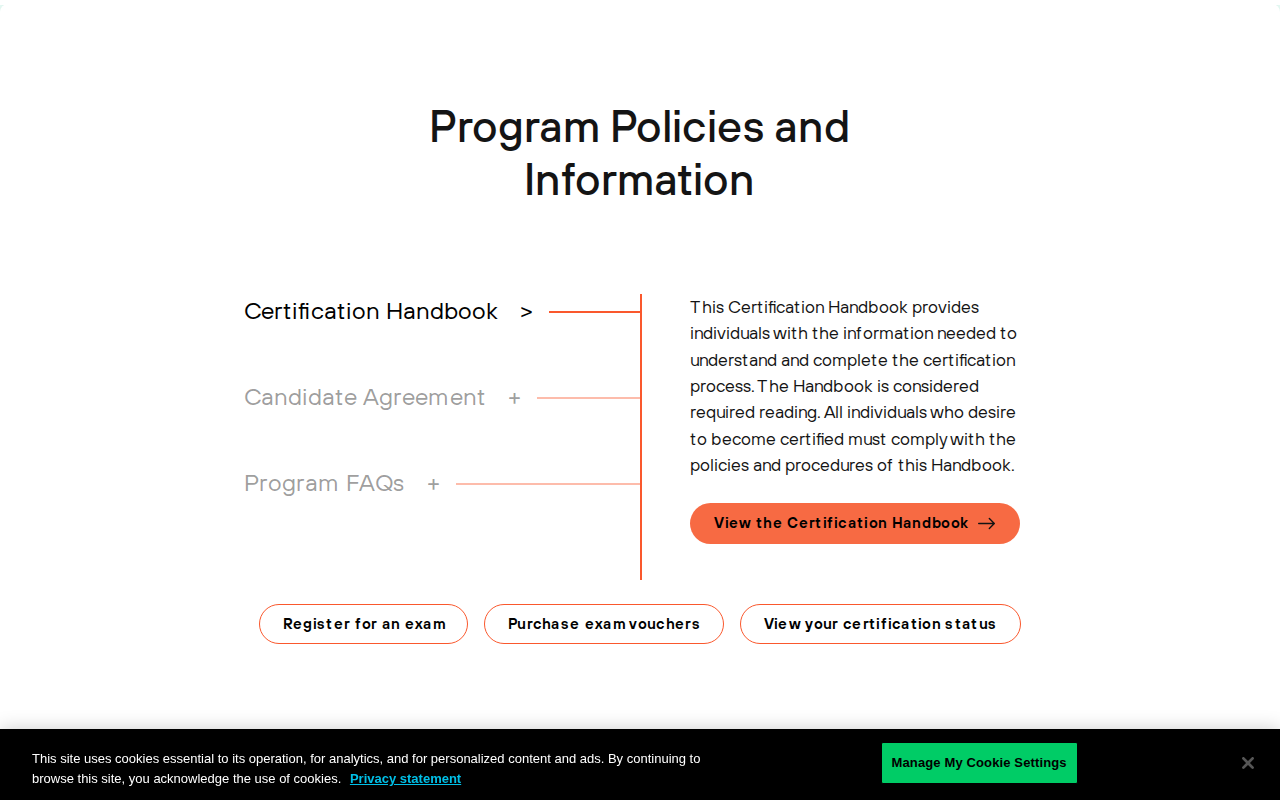 Program Policies and
Information
Certification Handbook >
Candidate Agreement +
Program FAQs +
This Certification Handbook provides
individuals with the information needed to
understand and complete the certification
process. The Handbook is considered
required reading. All individuals who desire
to become certified must comply with the
policies and procedures of this Handbook.
View the Certification Handbook →
Register for an exam
Purchase exam vouchers
View your certification status
This site uses cookies essential to its operation, for analytics, and for personalized content and ads. By continuing to
browse this site, you acknowledge the use of cookies. Privacy statement
Manage My Cookie Settings